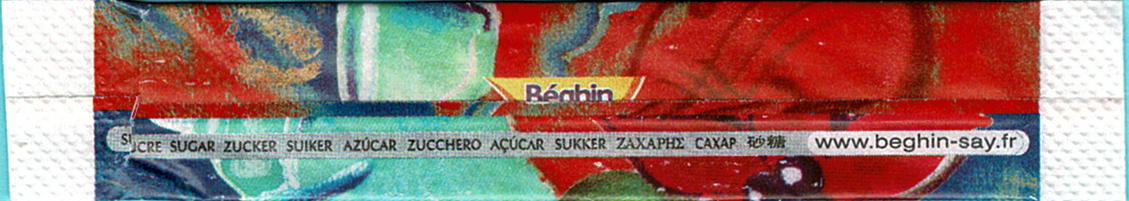 Béghin
SUCRE SUGAR ZUCKER SUIKER AZÚCAR ZUCCHERO AÇÚCAR SUKKER ΖΑΧΑΡΗΣ САХАР 砂糖 www.beghin-say.fr